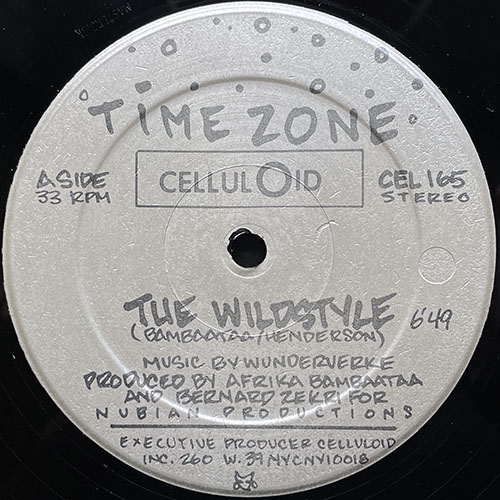 TIME ZONE
CELLULOID
A SIDE
33 RPM
CEL 165
STEREO
THE WILDSTYLE 6'49
(BAMBAATAA/HENDERSON)
MUSIC BY WUNDERVERKE
PRODUCED BY AFRIKA BAMBAATAA
AND BERNARD ZEKRI FOR
NUBIAN PRODUCTIONS
EXECUTIVE PRODUCER CELLULOID
INC. 260 W. 39 NYCNY10018